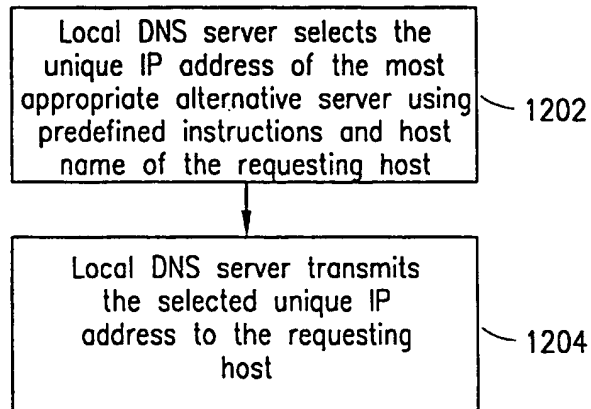 Local DNS server selects the
unique IP address of the most
appropriate alternative server using
predefined instructions and host
name of the requesting host
1202
Local DNS server transmits
the selected unique IP
address to the requesting
host
1204